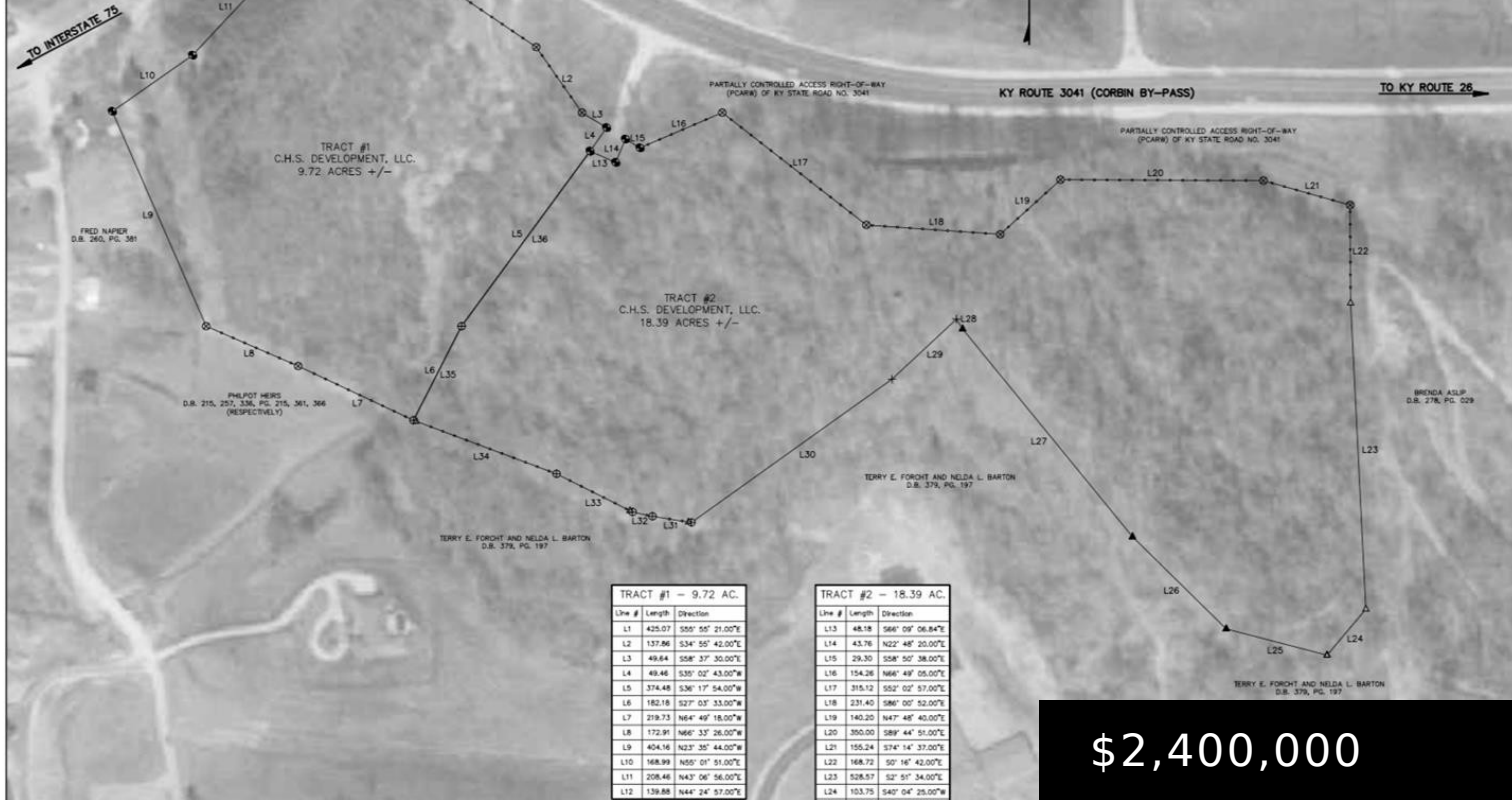 TO INTERSTATE 75
L11
L10
L2
L3
L4
L14
L15
L13
L16
PARTIALLY CONTROLLED ACCESS RIGHT-OF-WAY
(PCARW) OF KY STATE ROAD NO. 3041
KY ROUTE 3041 (CORBIN BY-PASS)
TO KY ROUTE 26
PARTIALLY CONTROLLED ACCESS RIGHT-OF-WAY
(PCARW) OF KY STATE ROAD NO. 3041
TRACT #1
C.H.S. DEVELOPMENT, LLC.
9.72 ACRES +/-
L17
L20
L21
L19
L18
L9
FRED NAPIER
D.B. 260, PG. 381
L5
L36
L22
TRACT #2
C.H.S. DEVELOPMENT, LLC.
18.39 ACRES +/-
L28
L29
L8
L6
L35
L7
PHILPOT HEIRS
D.B. 215, 257, 336, PG. 215, 361, 366
(RESPECTIVELY)
BRENDA ASLIP
D.B. 278, PG. 029
L27
L23
L30
L34
L33
L32
L31
TERRY E. FORCHT AND NELDA L. BARTON
D.B. 379, PG. 197
TERRY E. FORCHT AND NELDA L. BARTON
D.B. 379, PG. 197
L26
L25
L24
TERRY E. FORCHT AND NELDA L. BARTON
D.B. 379, PG. 197
TRACT #1 - 9.72 AC.
Line # Length Direction
L1 425.07 S55° 55' 21.00"E
L2 137.86 S34° 55' 42.00"E
L3 49.64 S58° 37' 30.00"E
L4 49.46 S35° 02' 43.00"W
L5 374.48 S36° 17' 54.00"W
L6 182.18 S27° 03' 33.00"W
L7 219.73 N64° 49' 18.00"W
L8 172.91 N66° 33' 26.00"W
L9 404.16 N23° 35' 44.00"W
L10 168.99 N55° 01' 51.00"E
L11 208.46 N43° 06' 56.00"E
L12 139.88 N44° 24' 57.00"E
TRACT #2 - 18.39 AC.
Line # Length Direction
L13 48.18 S66° 09' 06.84"E
L14 43.76 N22° 48' 20.00"E
L15 29.30 S58° 50' 38.00"E
L16 154.26 N66° 49' 05.00"E
L17 315.12 S52° 02' 57.00"E
L18 231.40 S86° 00' 52.00"E
L19 140.20 N47° 48' 40.00"E
L20 350.00 S89° 44' 51.00"E
L21 155.24 S74° 14' 37.00"E
L22 168.72 S0° 16' 42.00"E
L23 528.57 S2° 51' 34.00"E
L24 103.75 S40° 04' 25.00"W
$2,400,000